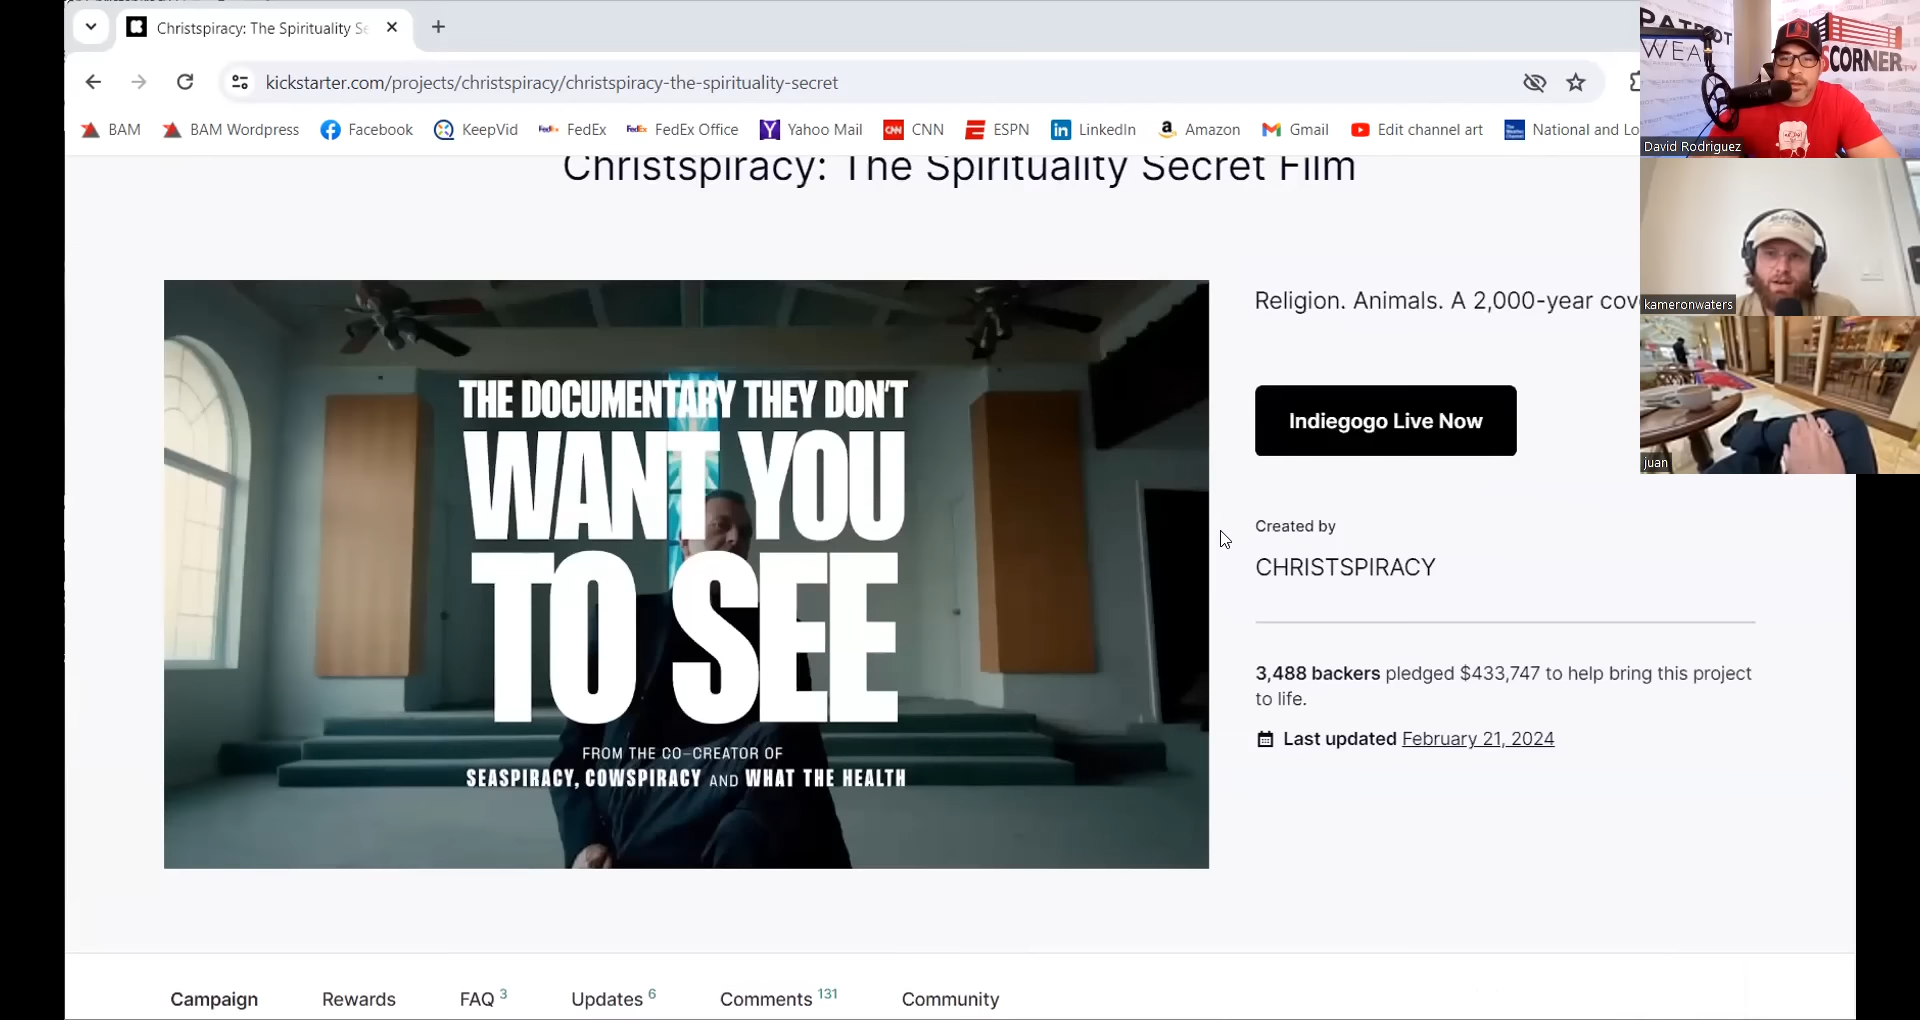 Christspiracy: The Spirituality Se
kickstarter.com/projects/christspiracy/christspiracy-the-spirituality-secret
BAM
BAM Wordpress
Facebook
KeepVid
FedEx
FedEx Office
Yahoo Mail
CNN
ESPN
LinkedIn
Amazon
Gmail
Edit channel art
National and Lo
Christspiracy: The Spirituality Secret Film
THE DOCUMENTARY THEY DON'T
WANT YOU
TO SEE
FROM THE CO-CREATOR OF
SEASPIRACY, COWSPIRACY AND WHAT THE HEALTH
Religion. Animals. A 2,000-year cov
Indiegogo Live Now
Created by
CHRISTSPIRACY
3,488 backers pledged $433,747 to help bring this project
to life.
Last updated February 21, 2024
Campaign
Rewards
FAQ 3
Updates 6
Comments 131
Community
WEA
SCORNER
TV
David Rodriguez
kameronwaters
juan